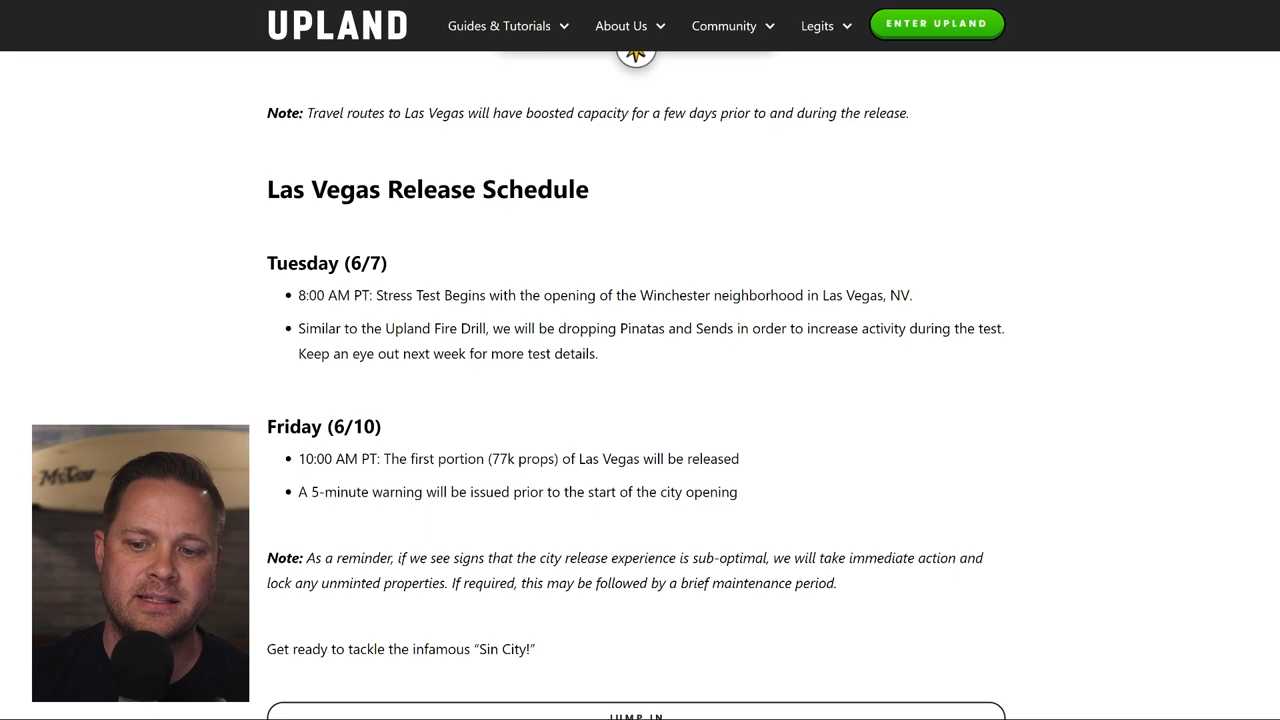 UPLAND
Guides & Tutorials
About Us
Community
Legits
ENTER UPLAND
Note: Travel routes to Las Vegas will have boosted capacity for a few days prior to and during the release.
Las Vegas Release Schedule
Tuesday (6/7)
• 8:00 AM PT: Stress Test Begins with the opening of the Winchester neighborhood in Las Vegas, NV.
• Similar to the Upland Fire Drill, we will be dropping Pinatas and Sends in order to increase activity during the test.
Keep an eye out next week for more test details.
Friday (6/10)
• 10:00 AM PT: The first portion (77k props) of Las Vegas will be released
• A 5-minute warning will be issued prior to the start of the city opening
Note: As a reminder, if we see signs that the city release experience is sub-optimal, we will take immediate action and
lock any unminted properties. If required, this may be followed by a brief maintenance period.
Get ready to tackle the infamous “Sin City!”
JUMP IN